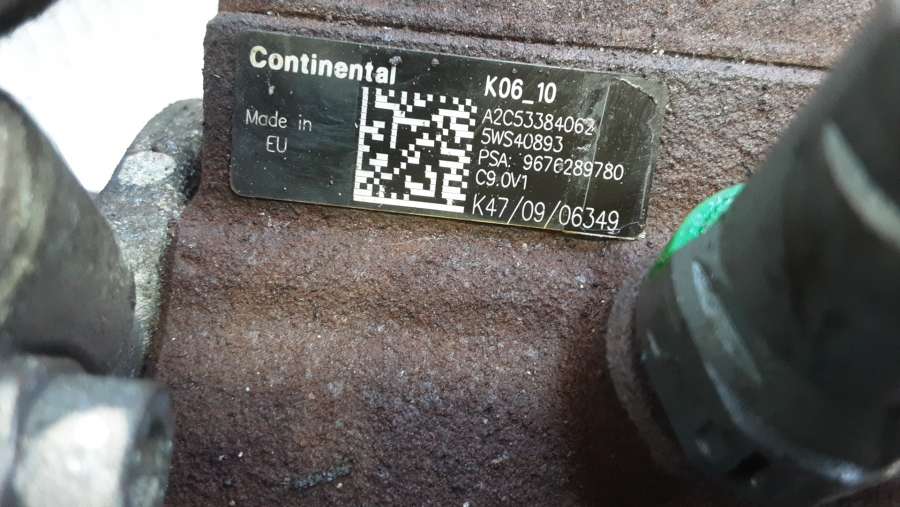 Continental
Made in
EU
K06_10
A2C53384062
5WS40893
PSA: 9676289780
C9.0V1
K47/09/06349